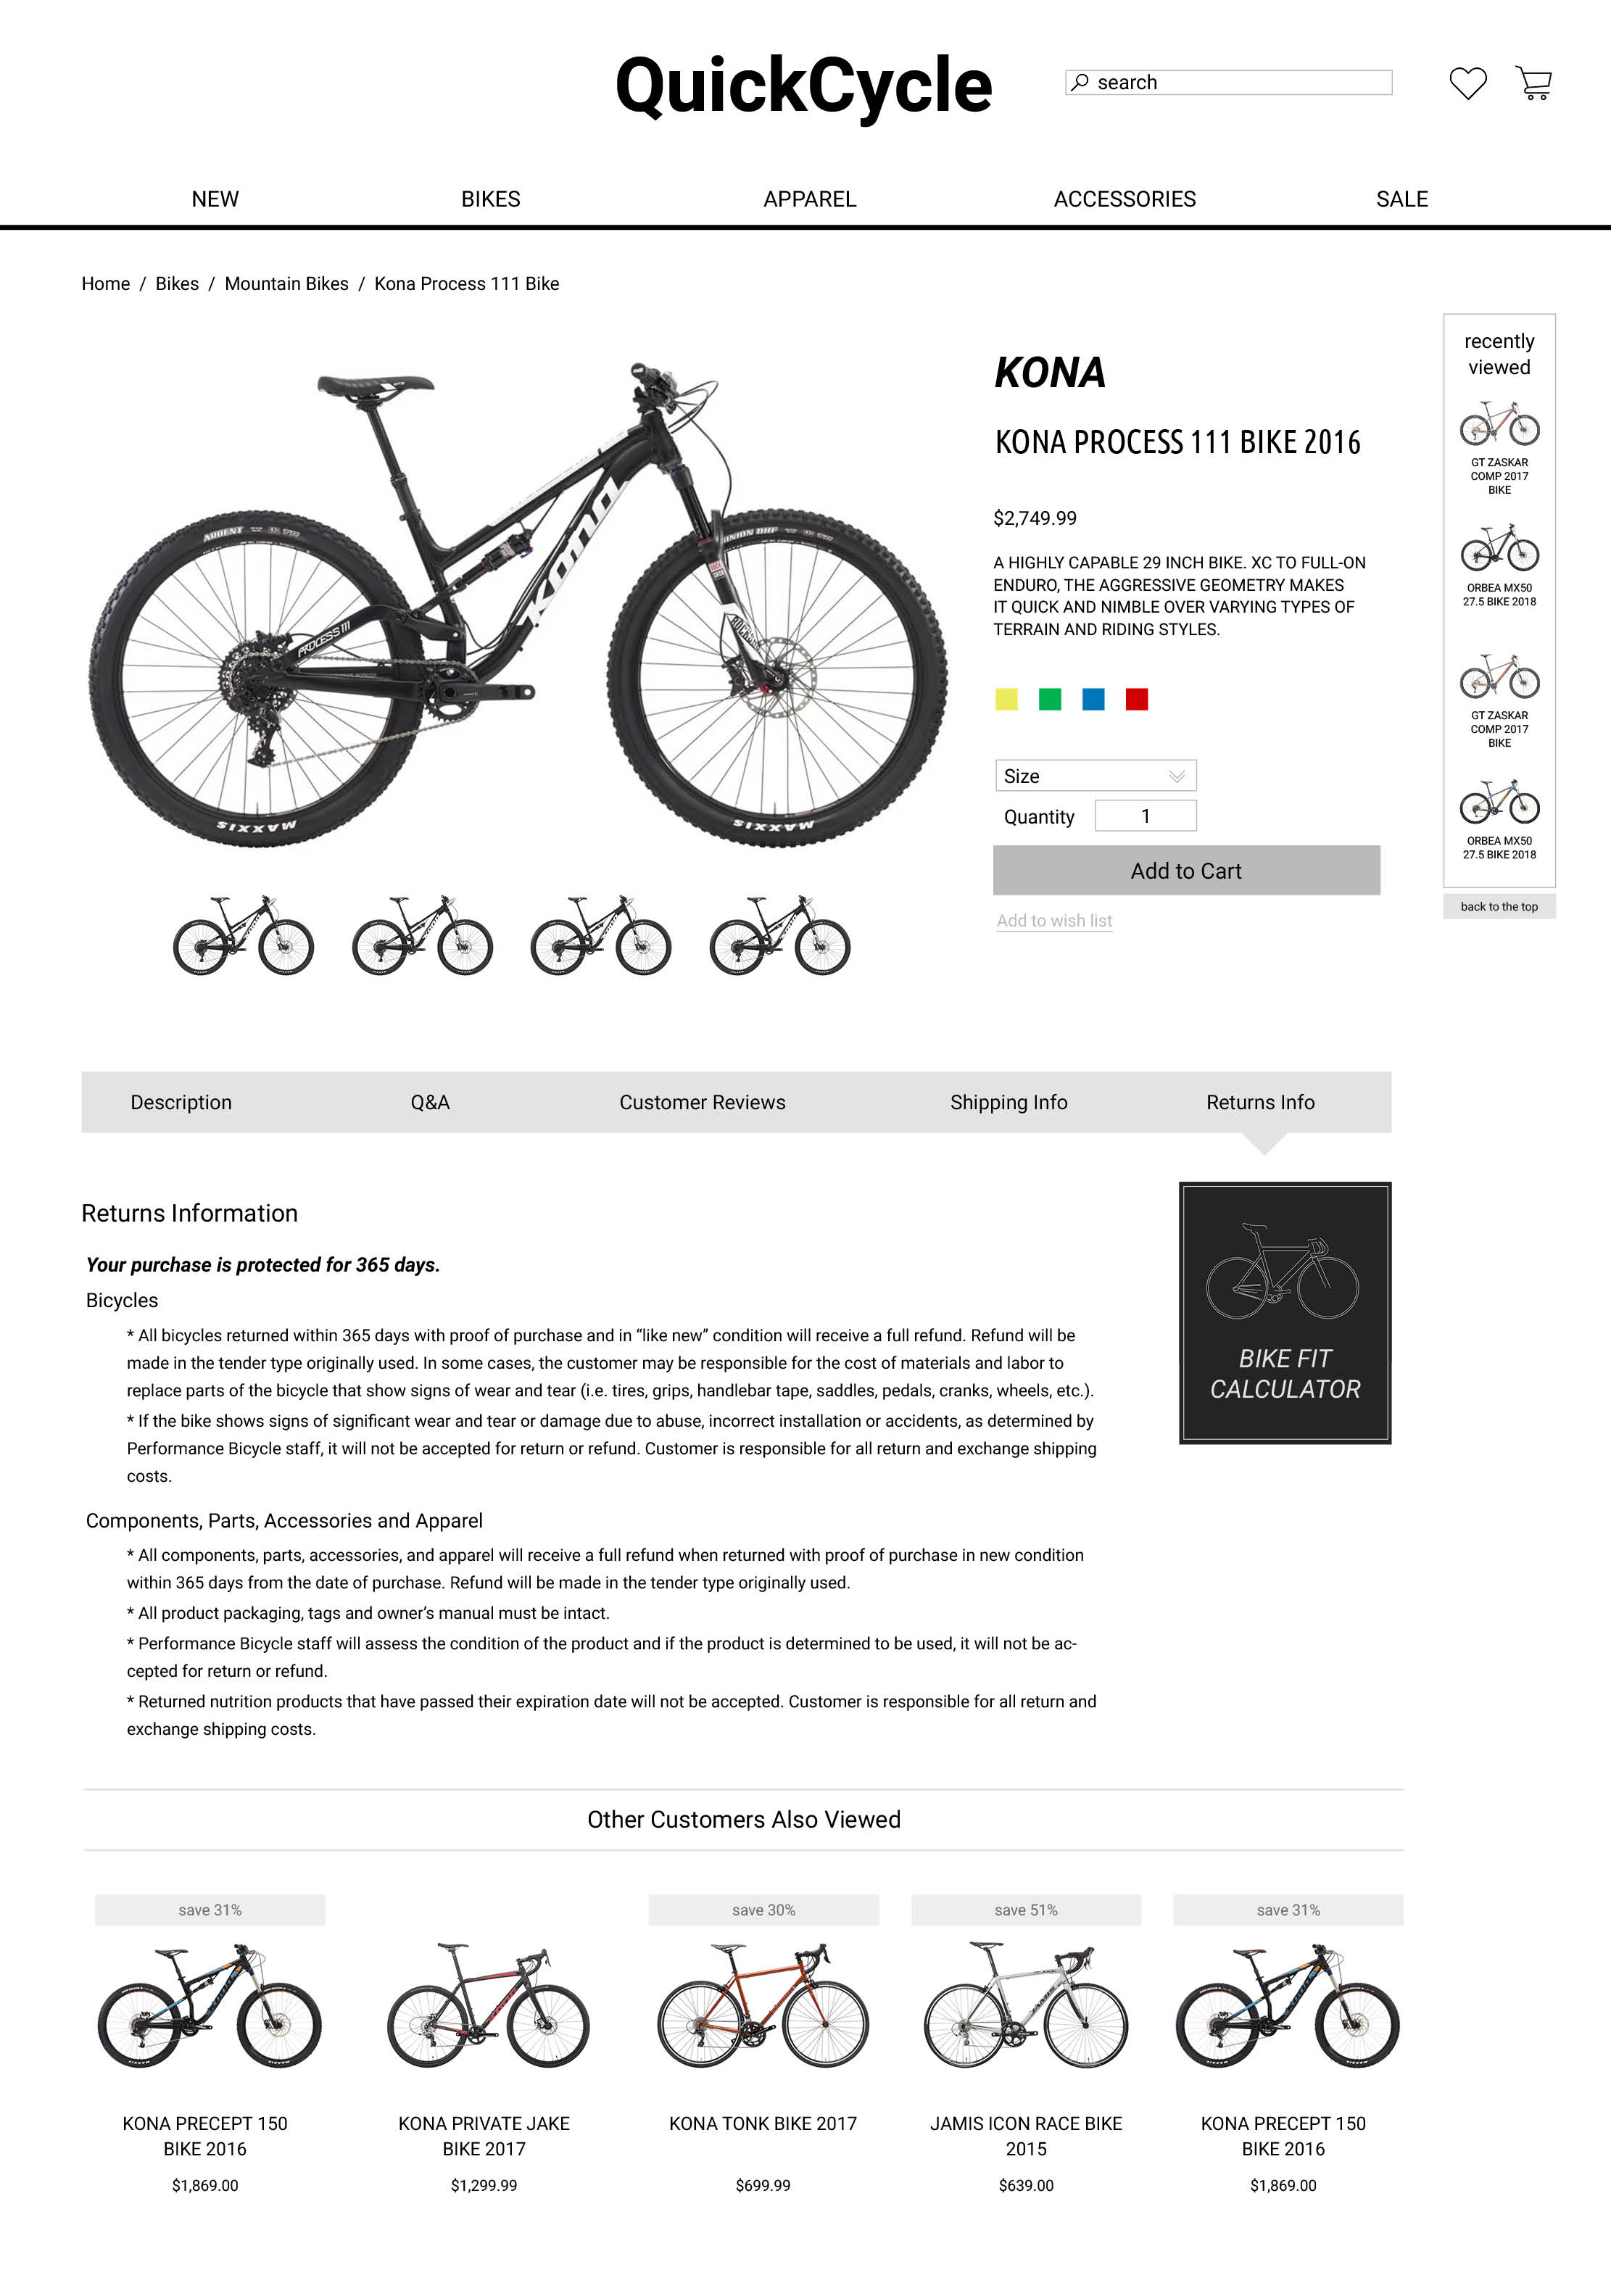 QuickCycle
search
NEW
BIKES
APPAREL
ACCESSORIES
SALE
Home / Bikes / Mountain Bikes / Kona Process 111 Bike
ARDENT
KONA
PROCESS 111
MAXXIS
MAXXIS
KONA
KONA PROCESS 111 BIKE 2016
$2,749.99
A HIGHLY CAPABLE 29 INCH BIKE. XC TO FULL-ON
ENDURO, THE AGGRESSIVE GEOMETRY MAKES
IT QUICK AND NIMBLE OVER VARYING TYPES OF
TERRAIN AND RIDING STYLES.
Size
Quantity
1
Add to Cart
Add to wish list
recently
viewed
GT ZASKAR
COMP 2017
BIKE
ORBEA MX50
27.5 BIKE 2018
GT ZASKAR
COMP 2017
BIKE
ORBEA MX50
27.5 BIKE 2018
back to the top
Description
Q&A
Customer Reviews
Shipping Info
Returns Info
Returns Information
Your purchase is protected for 365 days.
Bicycles
* All bicycles returned within 365 days with proof of purchase and in “like new” condition will receive a full refund. Refund will be
made in the tender type originally used. In some cases, the customer may be responsible for the cost of materials and labor to
replace parts of the bicycle that show signs of wear and tear (i.e. tires, grips, handlebar tape, saddles, pedals, cranks, wheels, etc.).
* If the bike shows signs of significant wear and tear or damage due to abuse, incorrect installation or accidents, as determined by
Performance Bicycle staff, it will not be accepted for return or refund. Customer is responsible for all return and exchange shipping
costs.
Components, Parts, Accessories and Apparel
* All components, parts, accessories, and apparel will receive a full refund when returned with proof of purchase in new condition
within 365 days from the date of purchase. Refund will be made in the tender type originally used.
* All product packaging, tags and owner’s manual must be intact.
* Performance Bicycle staff will assess the condition of the product and if the product is determined to be used, it will not be ac-
cepted for return or refund.
* Returned nutrition products that have passed their expiration date will not be accepted. Customer is responsible for all return and
exchange shipping costs.
BIKE FIT
CALCULATOR
Other Customers Also Viewed
save 31%
save 30%
save 51%
save 31%
KONA PRECEPT 150
BIKE 2016
$1,869.00
KONA PRIVATE JAKE
BIKE 2017
$1,299.99
KONA TONK BIKE 2017
$699.99
JAMIS ICON RACE BIKE
2015
$639.00
KONA PRECEPT 150
BIKE 2016
$1,869.00